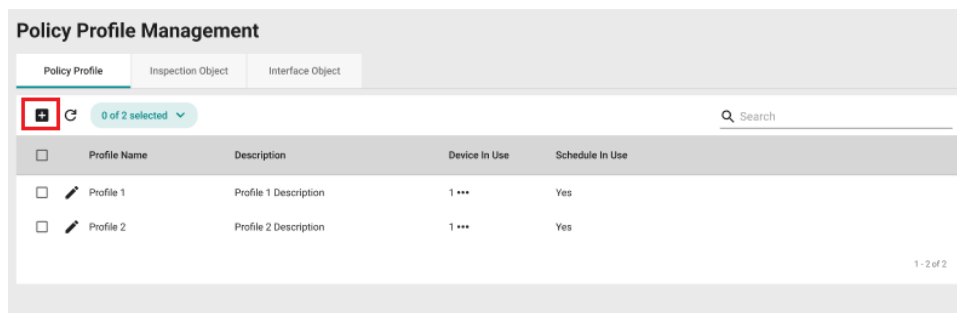 Policy Profile Management
Policy Profile Inspection Object Interface Object
0 of 2 selected Search
Profile Name Description Device In Use Schedule In Use
Profile 1 Profile 1 Description 1 ••• Yes
Profile 2 Profile 2 Description 1 ••• Yes
1 - 2 of 2